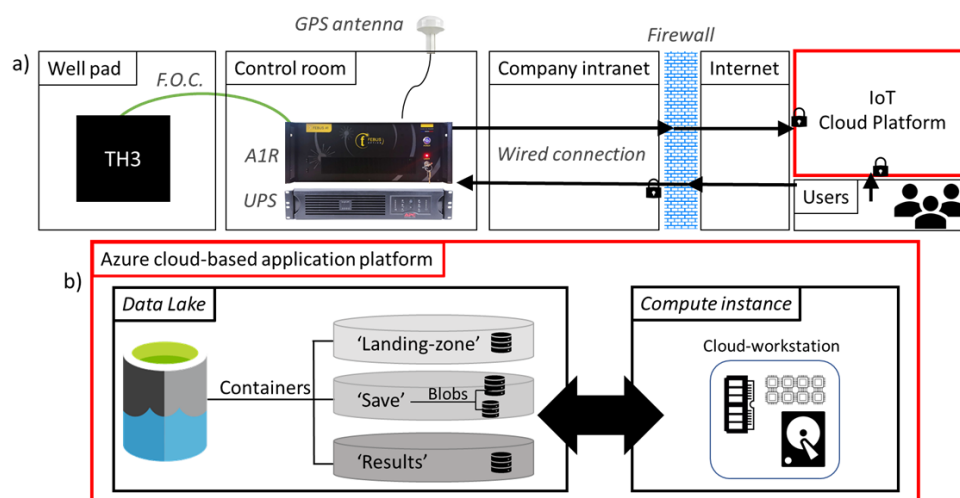 GPS antenna
Firewall
a)
Well pad
Control room
Company intranet
Internet
F.O.C.
IoT
Cloud Platform
TH3
A1R
Wired connection
UPS
Users
Azure cloud-based application platform
b)
Data Lake
Compute instance
Cloud-workstation
'Landing-zone'
Containers
'Save'
Blobs
'Results'